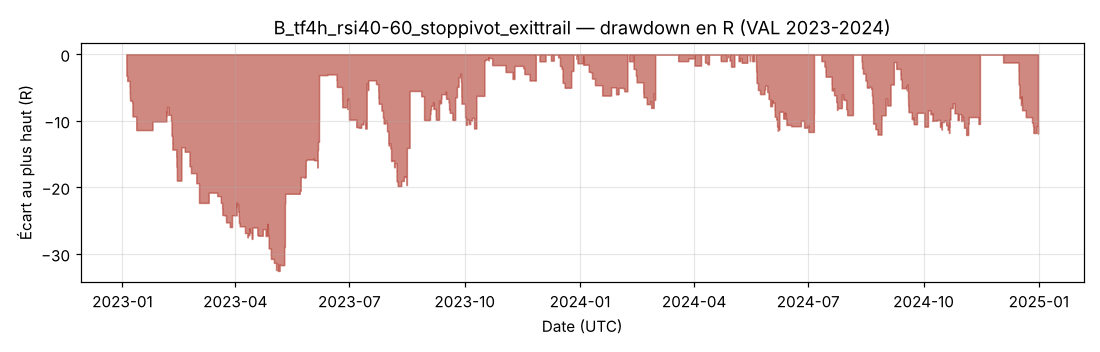 B_tf4h_rsi40-60_stoppivot_exittrail — drawdown en R (VAL 2023-2024)
Écart au plus haut (R)
0
−10
−20
−30
2023-01 2023-04 2023-07 2023-10 2024-01 2024-04 2024-07 2024-10 2025-01
Date (UTC)